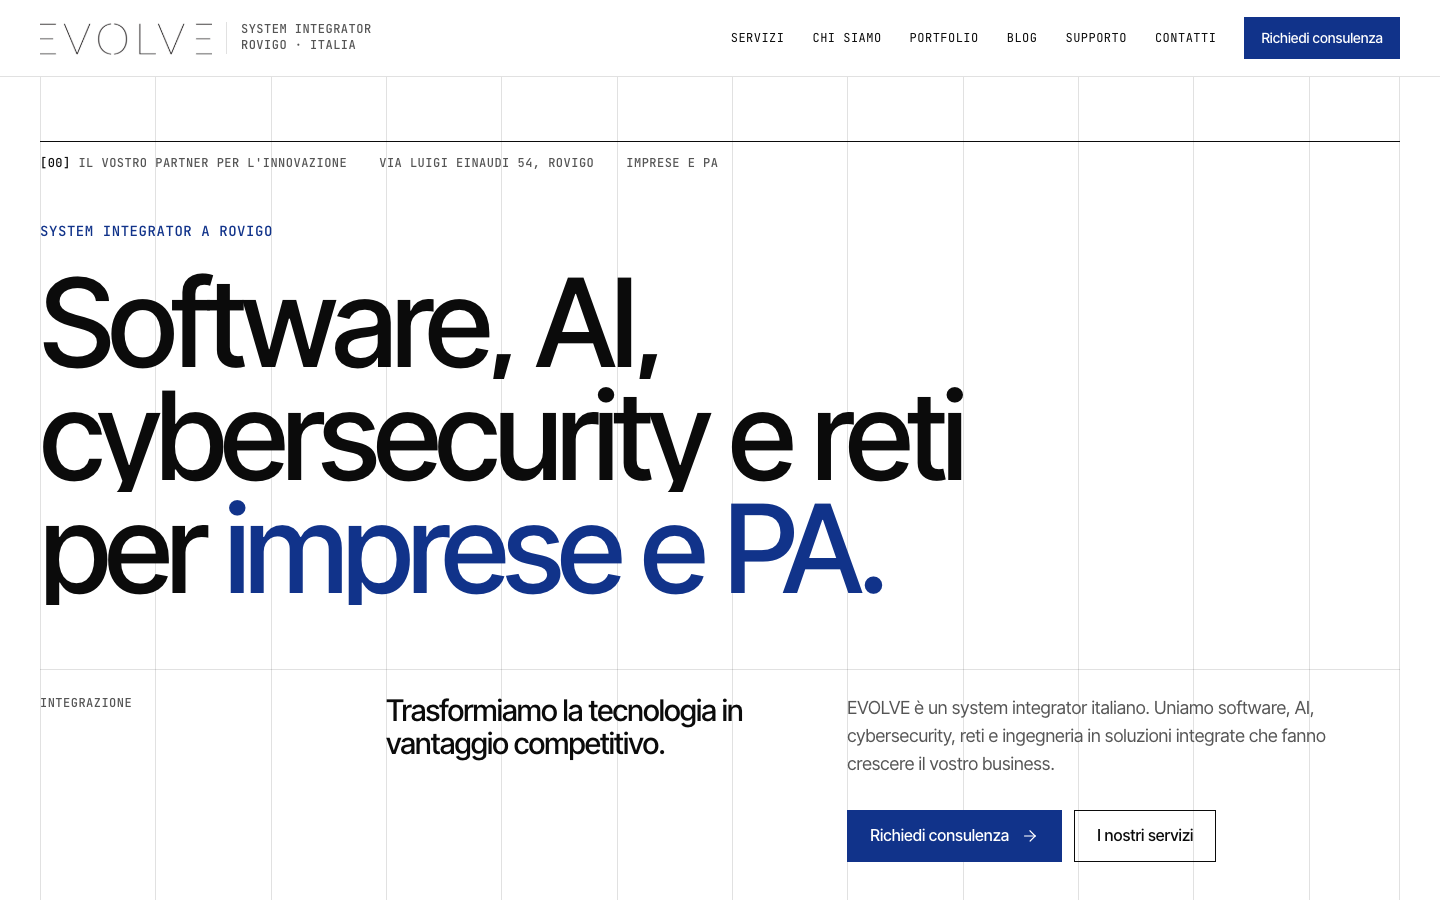 EVOLVE
SYSTEM INTEGRATOR
ROVIGO · ITALIA
SERVIZI
CHI SIAMO
PORTFOLIO
BLOG
SUPPORTO
CONTATTI
Richiedi consulenza
[00] IL VOSTRO PARTNER PER L'INNOVAZIONE
VIA LUIGI EINAUDI 54, ROVIGO
IMPRESE E PA
SYSTEM INTEGRATOR A ROVIGO
Software, AI,
cybersecurity e reti
per imprese e PA.
INTEGRAZIONE
Trasformiamo la tecnologia in
vantaggio competitivo.
EVOLVE è un system integrator italiano. Uniamo software, AI,
cybersecurity, reti e ingegneria in soluzioni integrate che fanno
crescere il vostro business.
Richiedi consulenza →
I nostri servizi